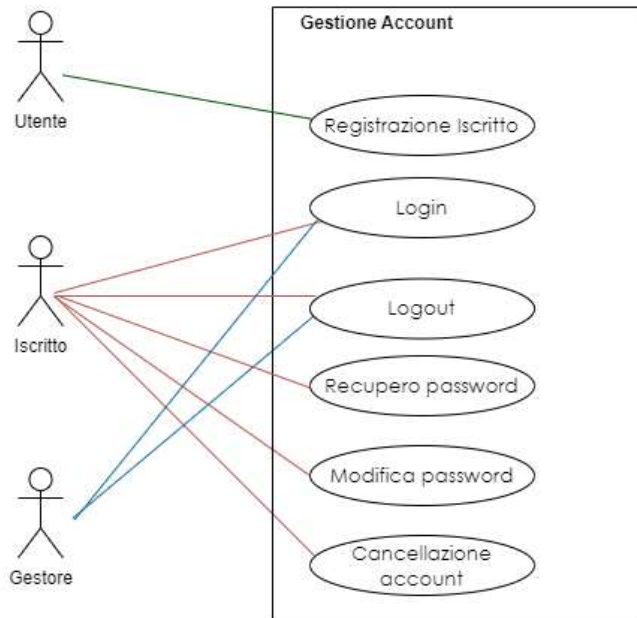 Gestione Account
Utente
Registrazione Iscritto
Login
Iscritto
Logout
Recupero password
Modifica password
Gestore
Cancellazione
account